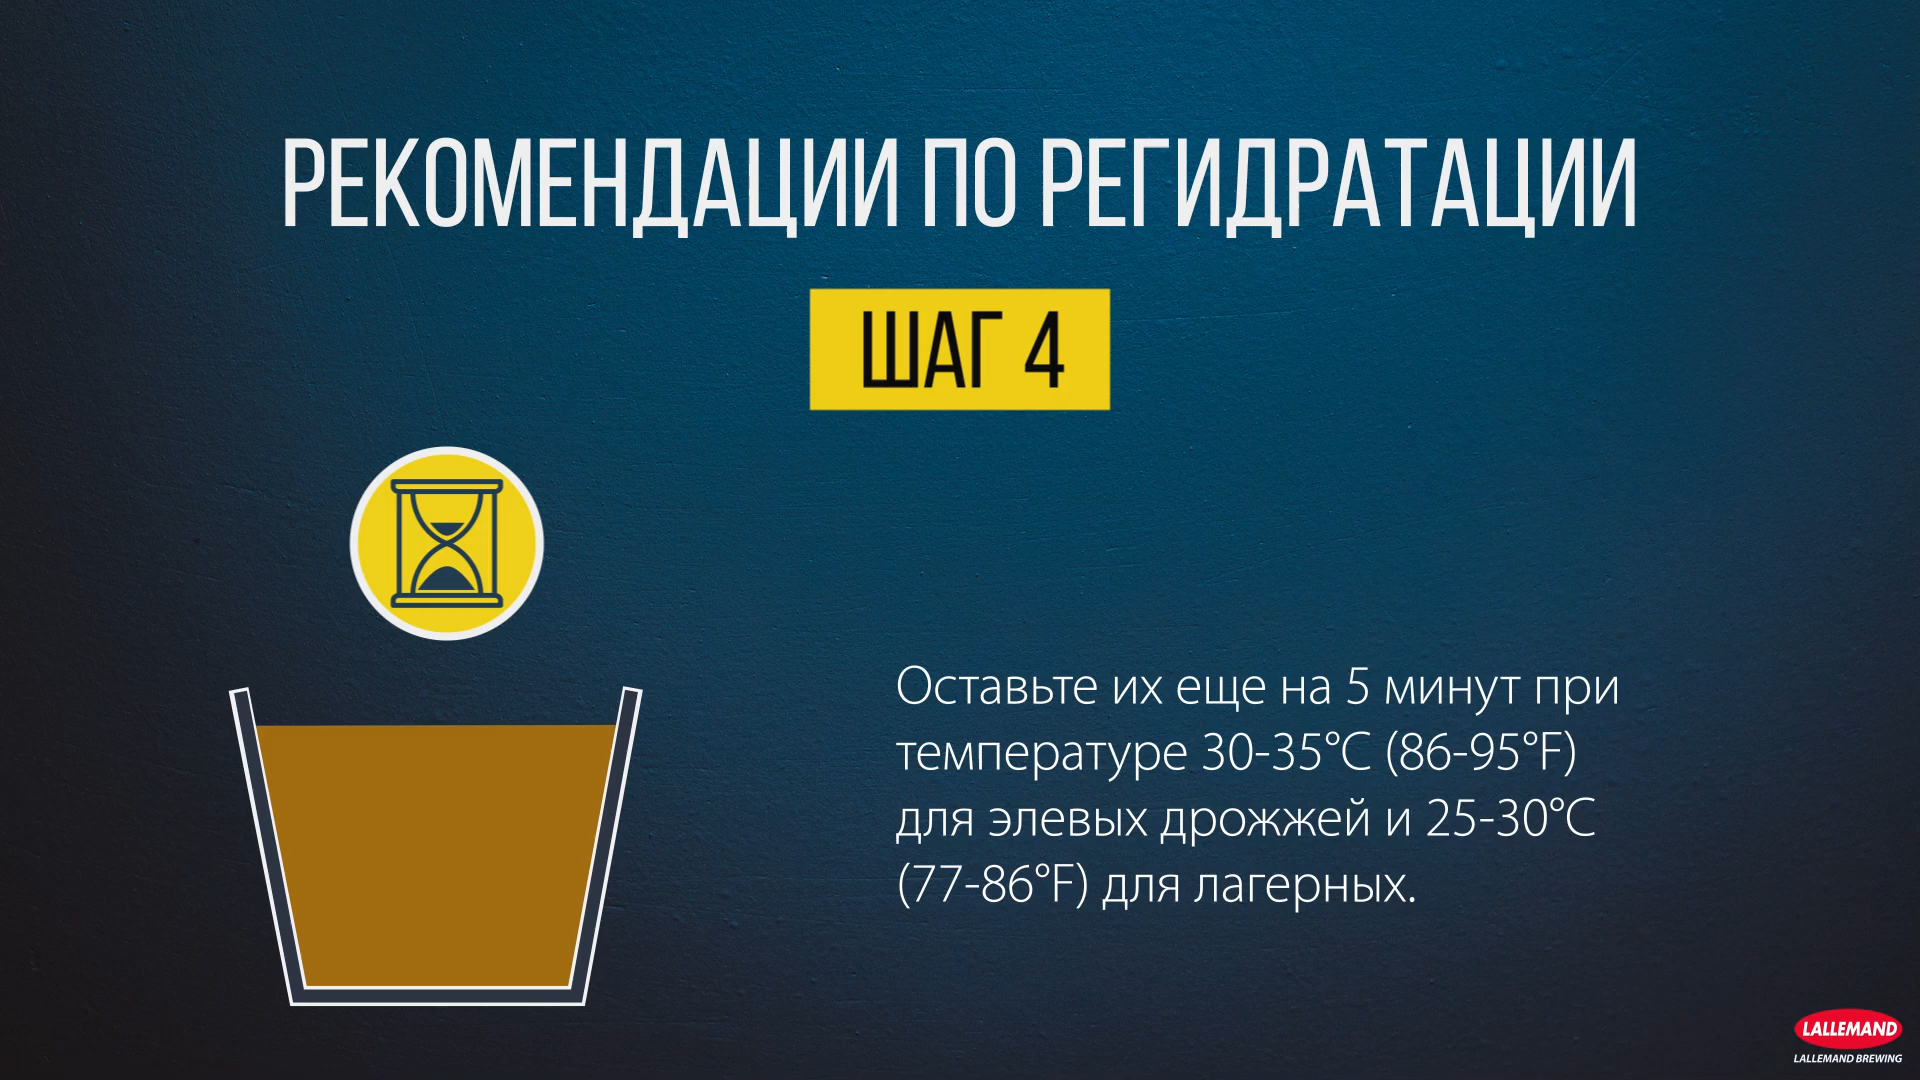 РЕКОМЕНДАЦИИ ПО РЕГИДРАТАЦИИ
ШАГ 4
Оставьте их еще на 5 минут при
температуре 30-35°C (86-95°F)
для элевых дрожжей и 25-30°C
(77-86°F) для лагерных.
LALLEMAND
LALLEMAND BREWING